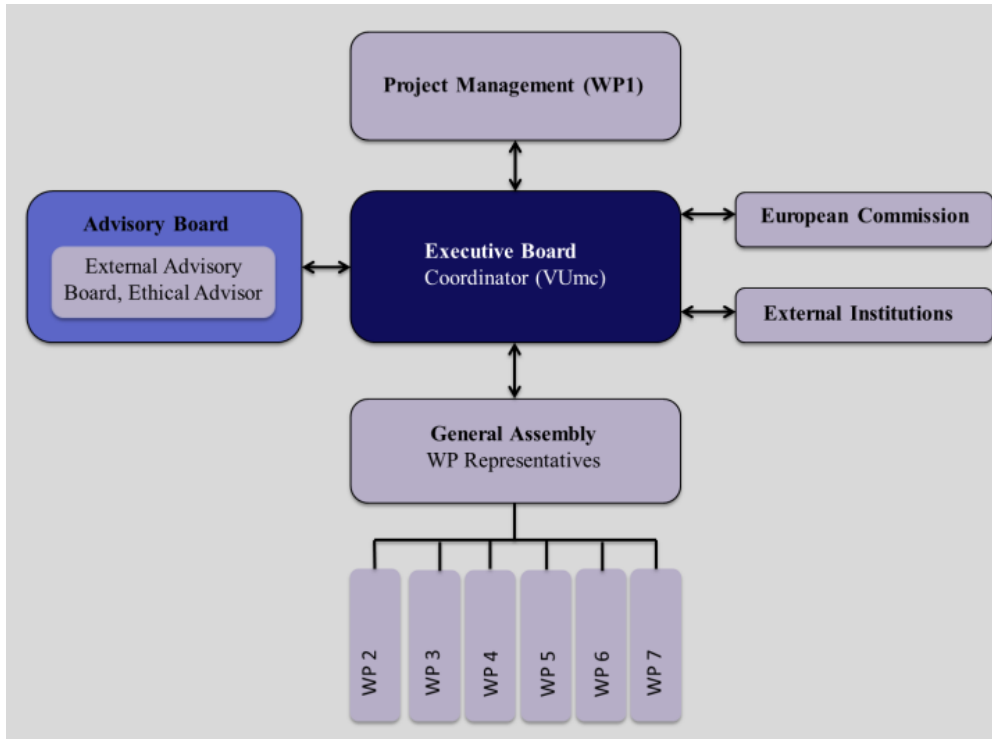 Project Management (WP1)
Advisory Board
External Advisory
Board, Ethical Advisor
Executive Board
Coordinator (VUmc)
European Commission
External Institutions
General Assembly
WP Representatives
WP 2
WP 3
WP 4
WP 5
WP 6
WP 7